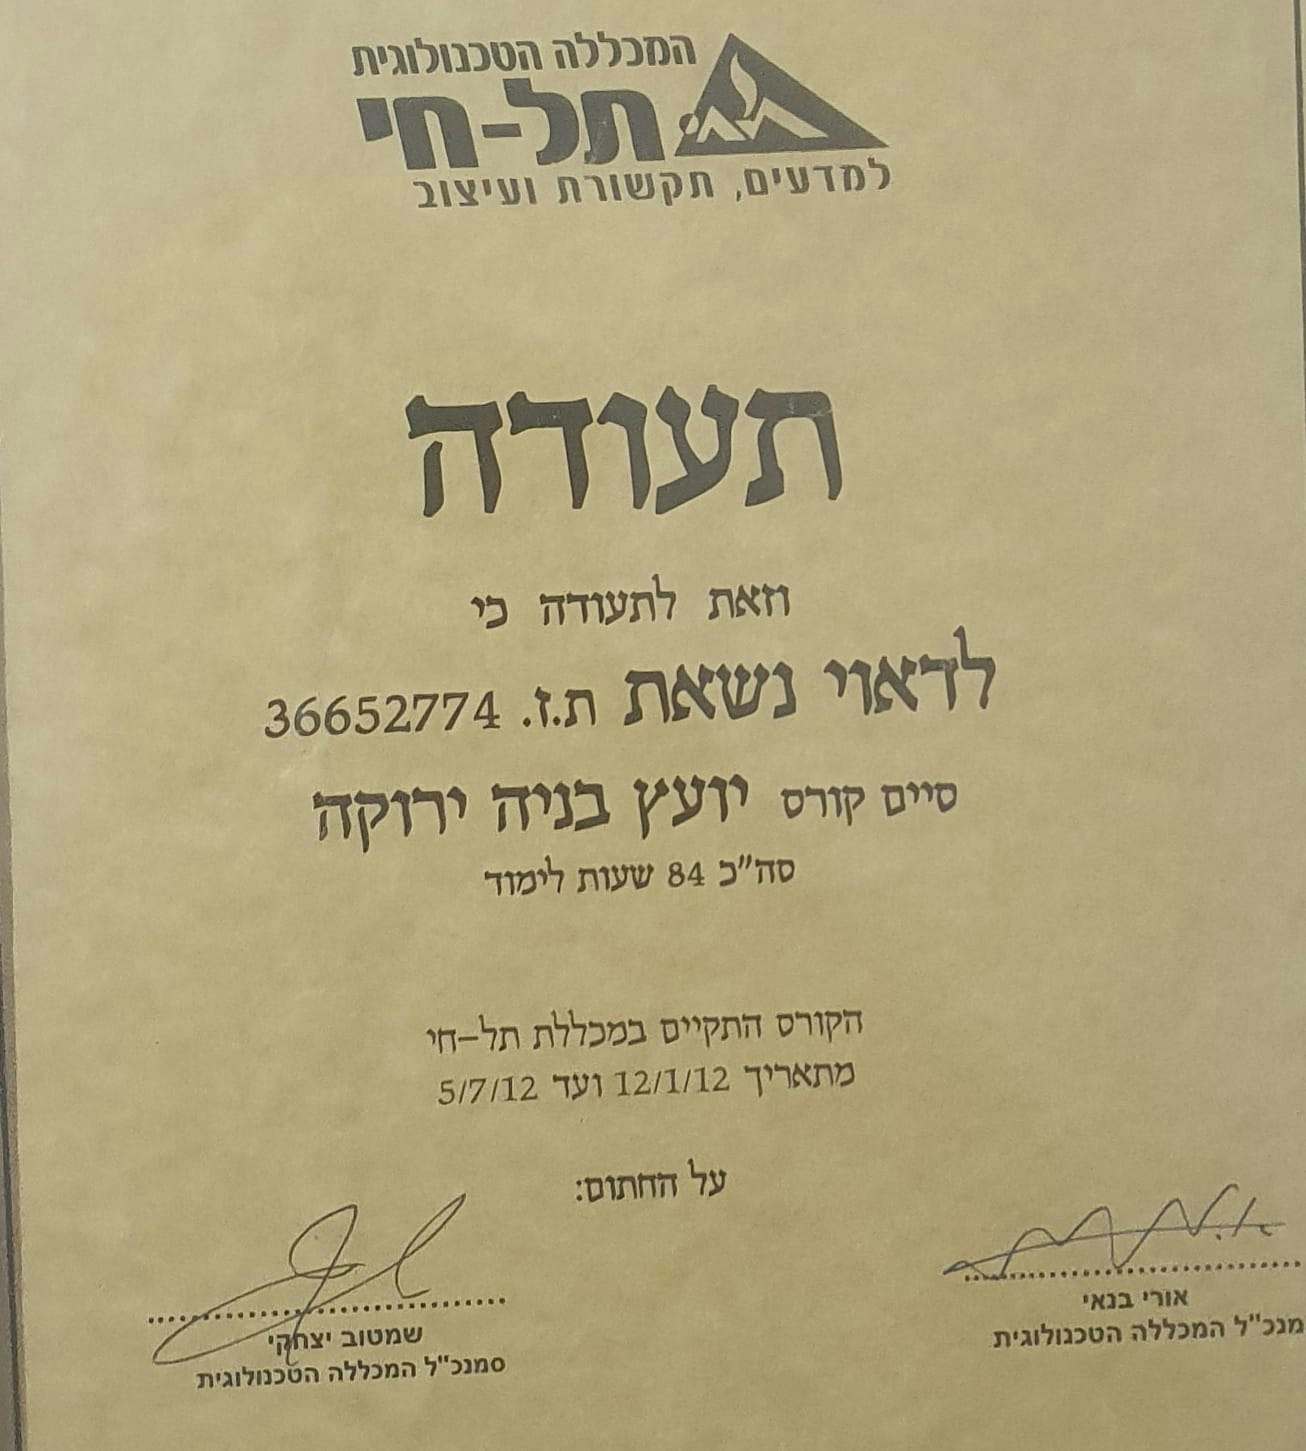 המכללה הטכנולוגית
תל-חי
למדעים, תקשורת ועיצוב
תעודה
וזאת לתעודה כי
לדאוי נשאת ת.ז. 36652774
סיים קורס יועץ בניה ירוקה
סה"כ 84 שעות לימוד
הקורס התקיים במכללת תל-חי
מתאריך 12/1/12 ועד 5/7/12
על החתום:
אורי בנאי
מנכ"ל המכללה הטכנולוגית
שמטוב יצחקי
סמנכ"ל המכללה הטכנולוגית